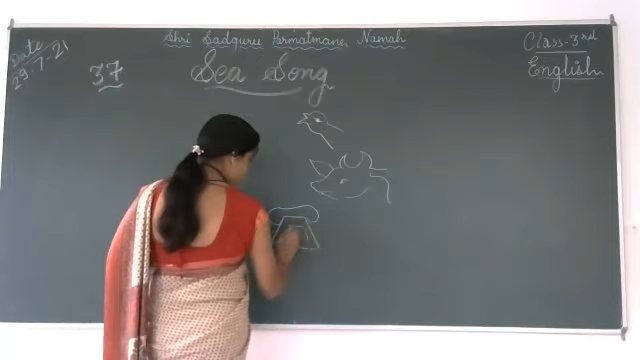 Shri Sadguru Parmatmane Namah
Date
29-7-21
Class-3rd
37
Sea Song
English